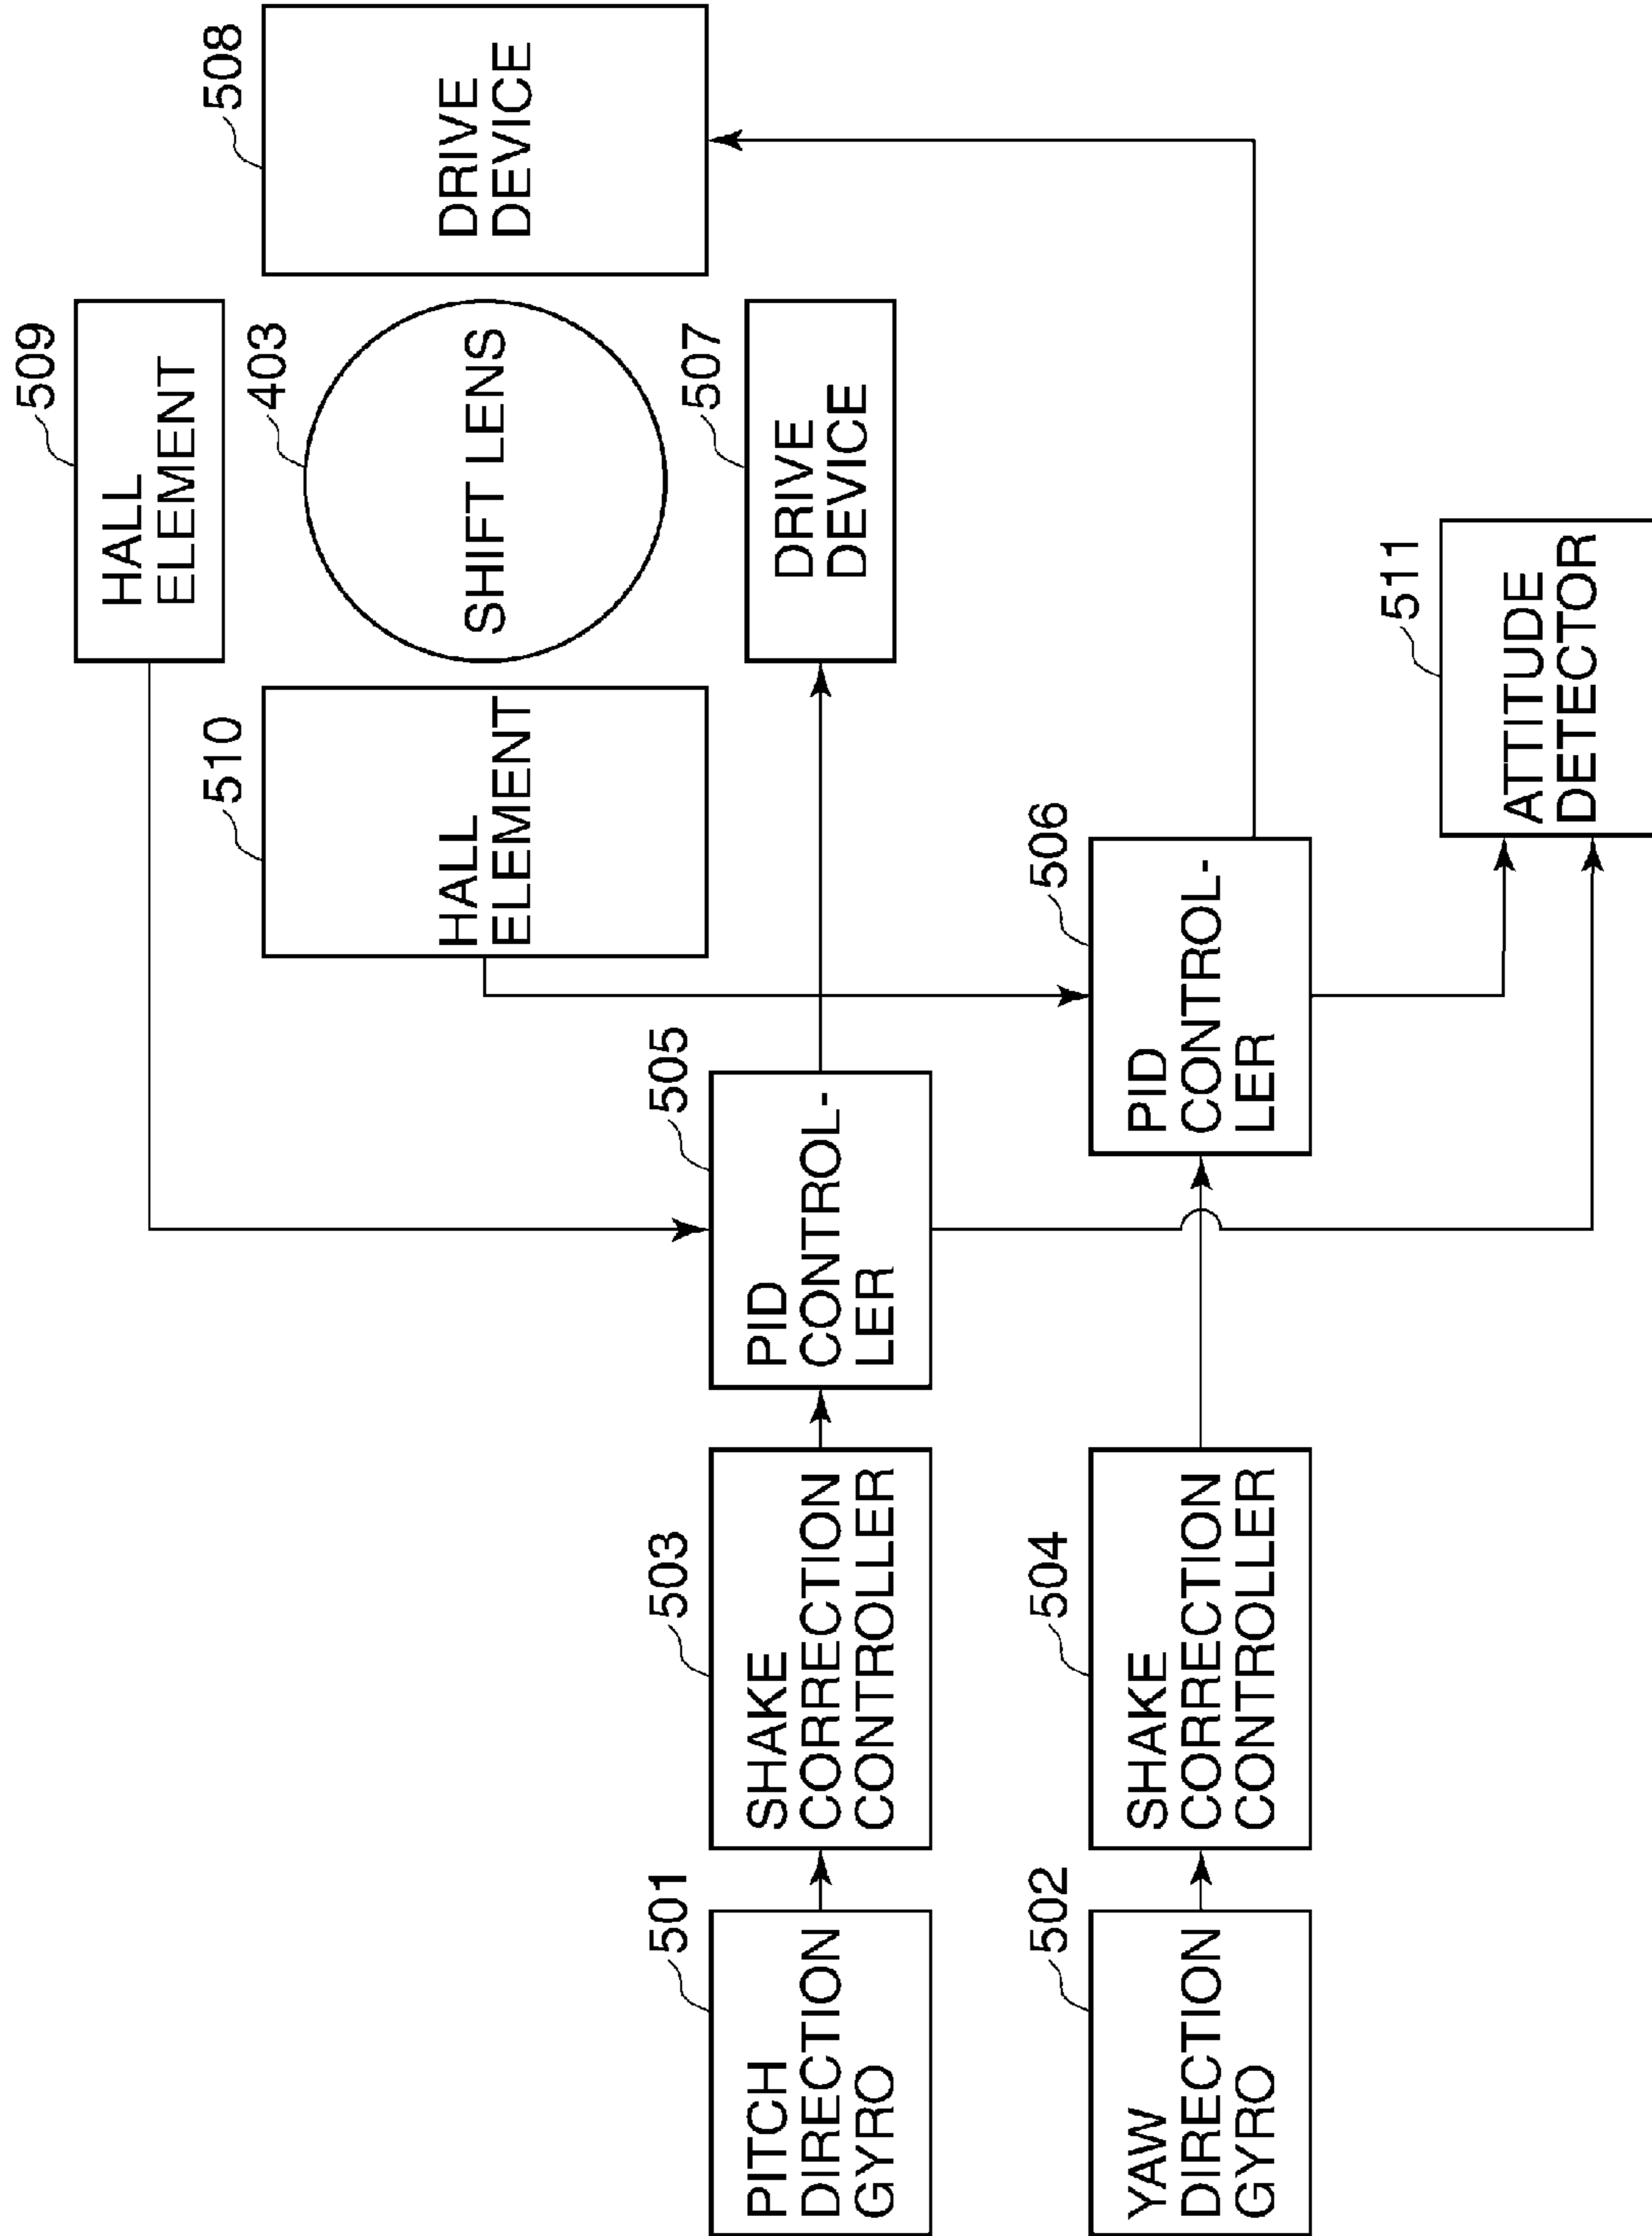 509
HALL
ELEMENT
508
DRIVE
DEVICE
510
HALL
ELEMENT
403
SHIFT LENS
501
PITCH
DIRECTION
GYRO
503
SHAKE
CORRECTION
CONTROLLER
505
PID
CONTROL-
LER
507
DRIVE
DEVICE
502
YAW
DIRECTION
GYRO
504
SHAKE
CORRECTION
CONTROLLER
506
PID
CONTROL-
LER
511
ATTITUDE
DETECTOR